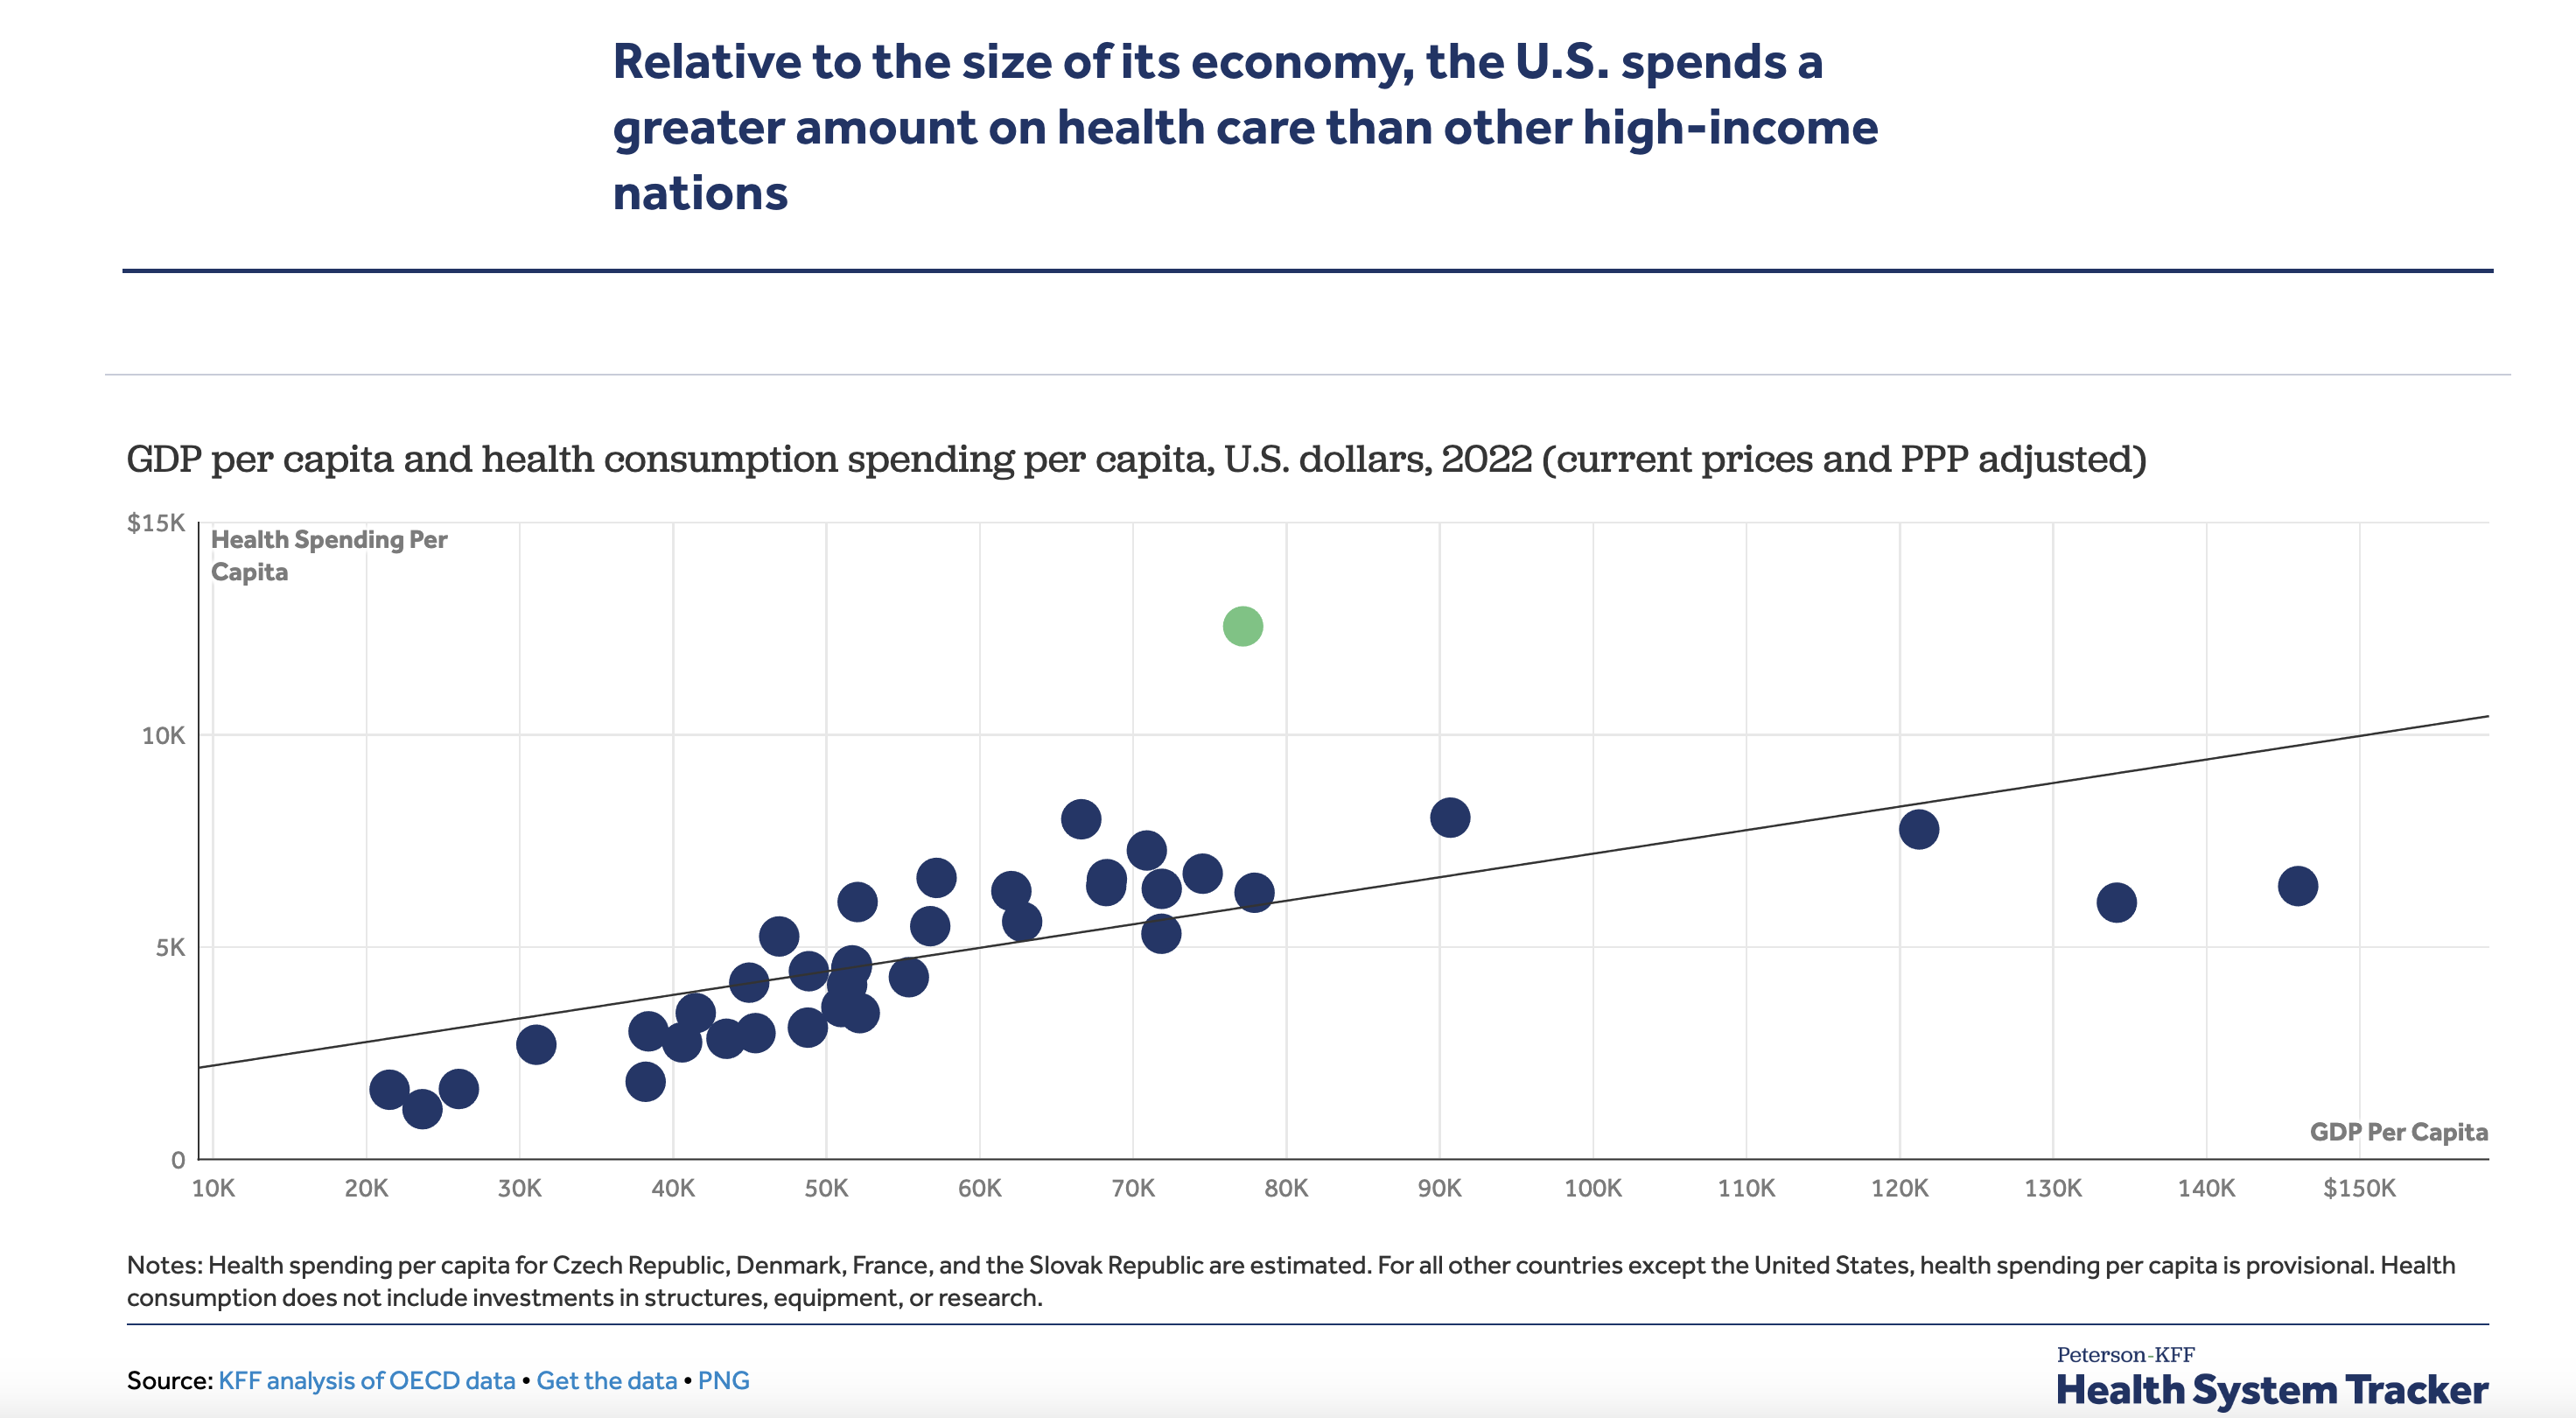 Relative to the size of its economy, the U.S. spends a
greater amount on health care than other high-income
nations
GDP per capita and health consumption spending per capita, U.S. dollars, 2022 (current prices and PPP adjusted)
$15K
Health Spending Per
Capita
10K
5K
0
GDP Per Capita
10K 20K 30K 40K 50K 60K 70K 80K 90K 100K 110K 120K 130K 140K $150K
Notes: Health spending per capita for Czech Republic, Denmark, France, and the Slovak Republic are estimated. For all other countries except the United States, health spending per capita is provisional. Health
consumption does not include investments in structures, equipment, or research.
Source: KFF analysis of OECD data • Get the data • PNG
Peterson-KFF
Health System Tracker